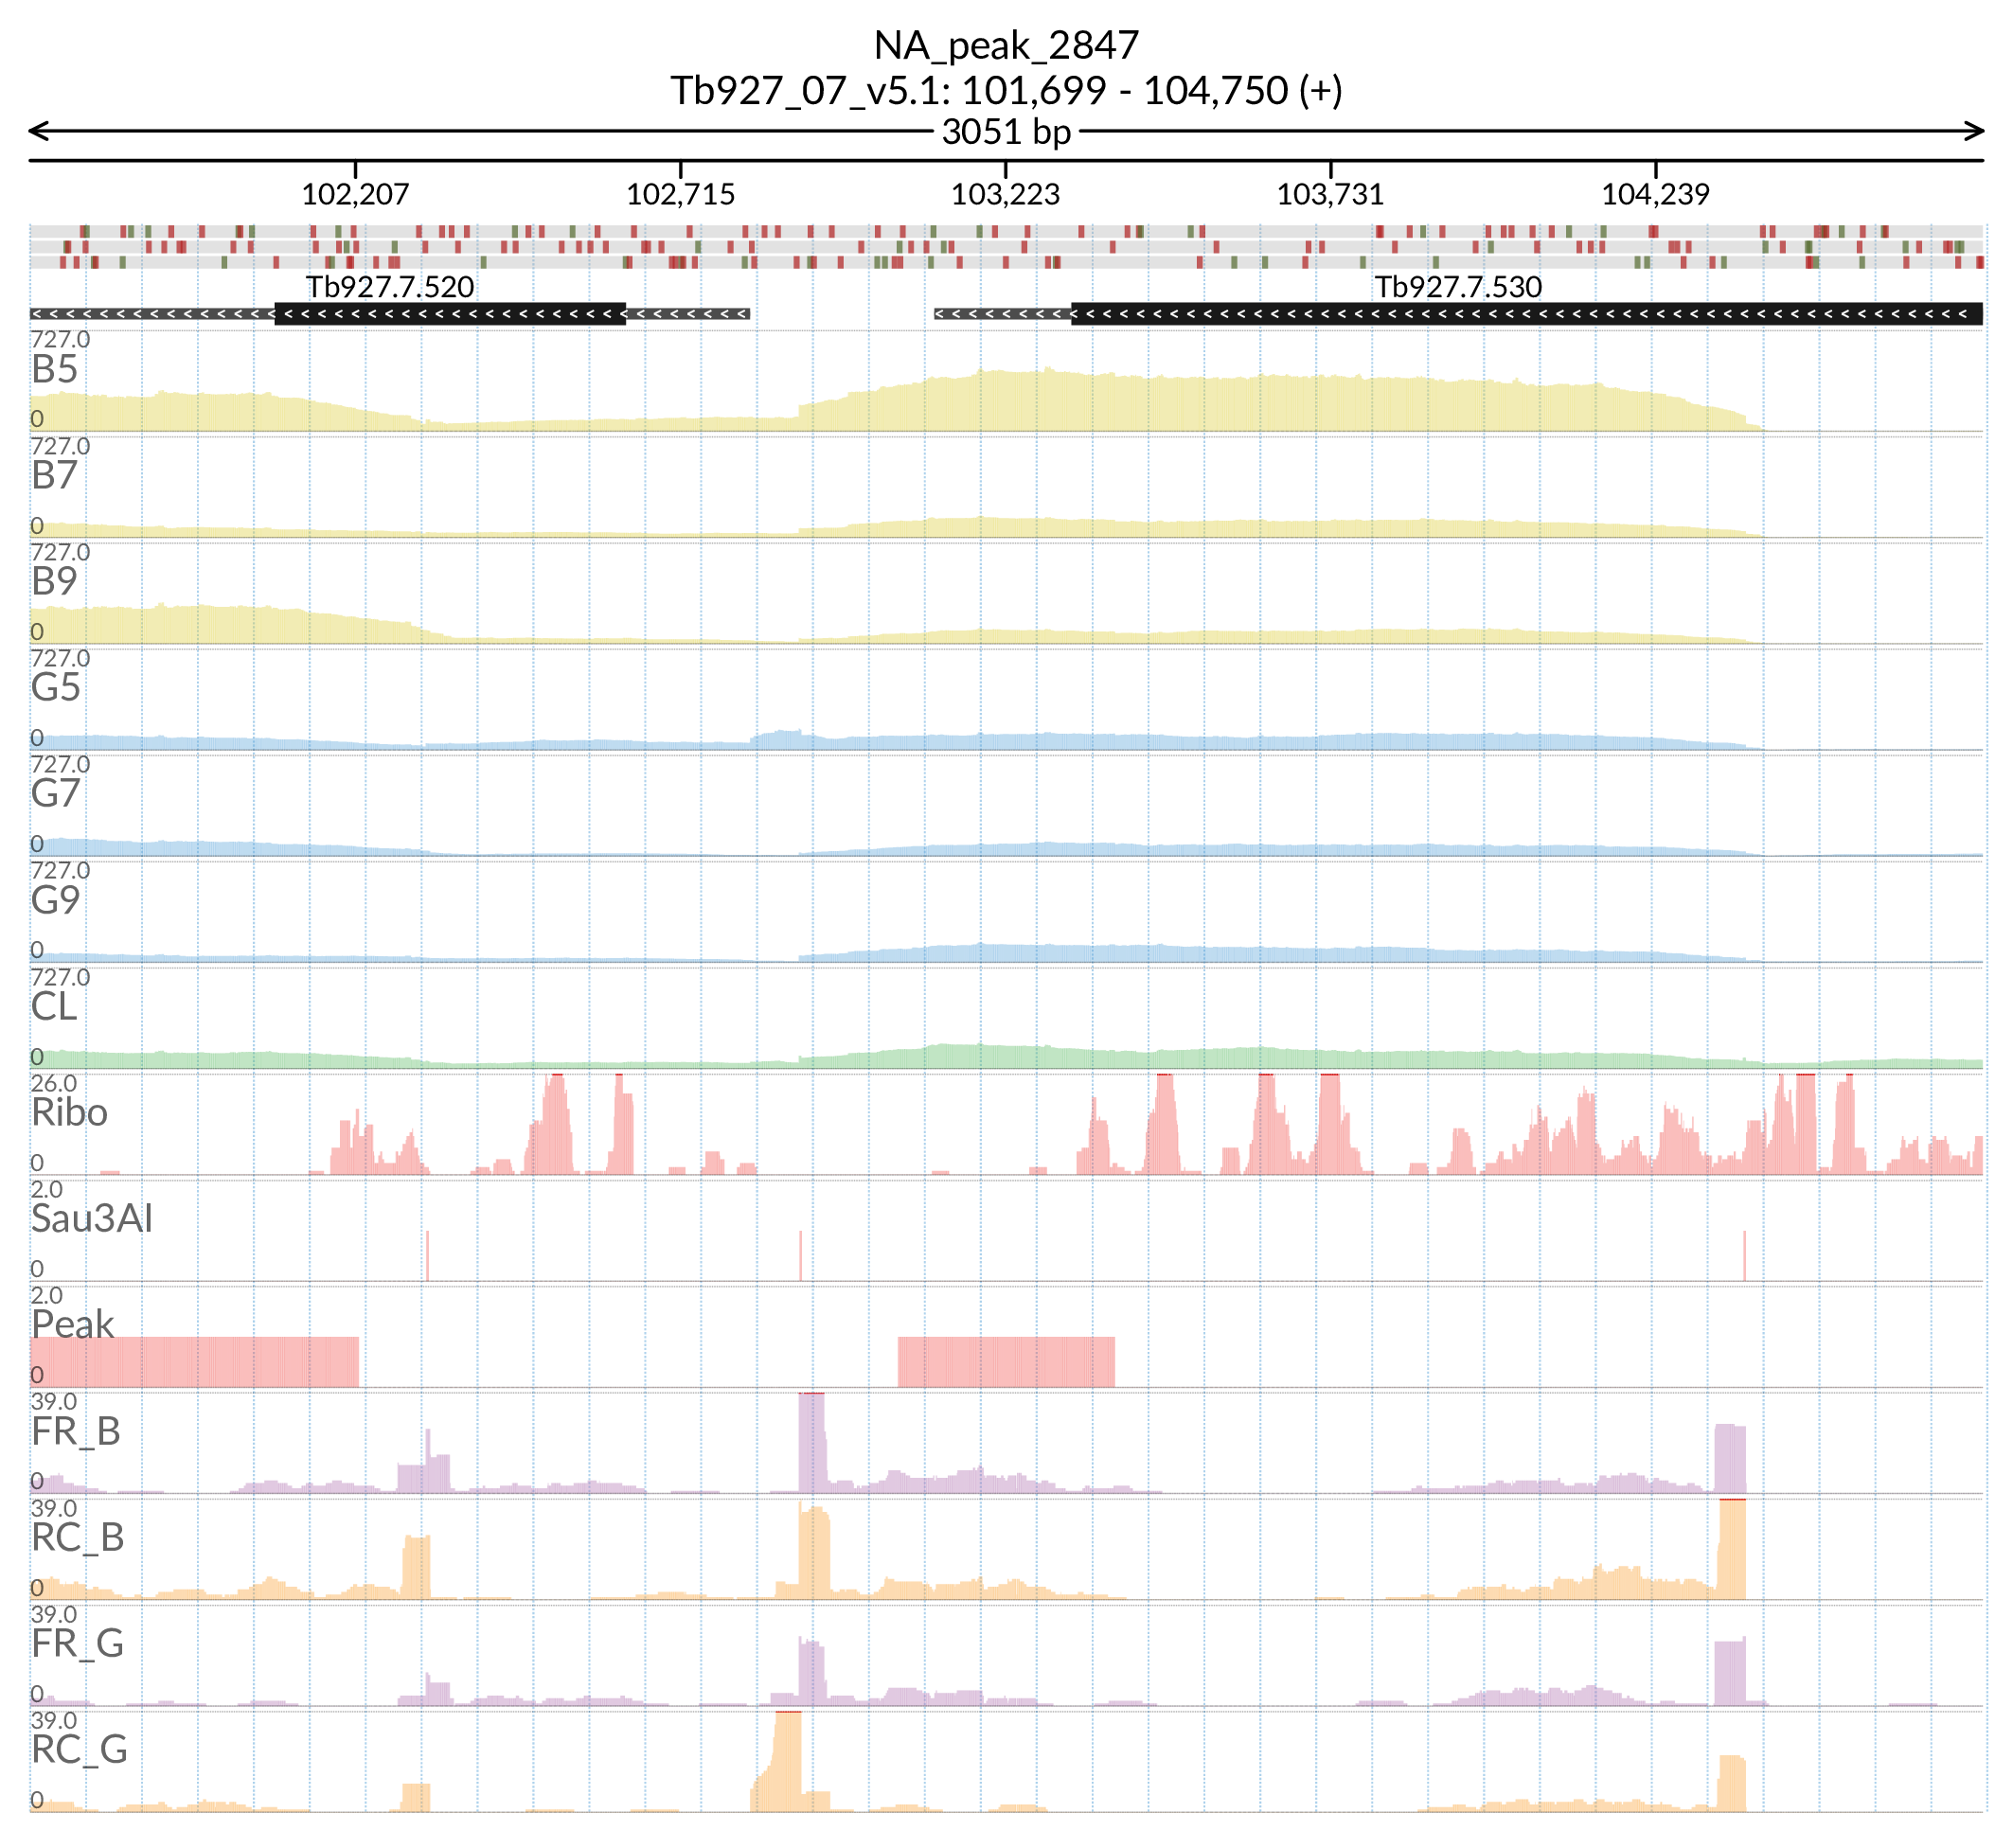 NA_peak_2847
Tb927_07_v5.1: 101,699 - 104,750 (+)
3051 bp
102,207 102,715 103,223 103,731 104,239
Tb927.7.520 Tb927.7.530
727.0
B5
0
727.0
B7
0
727.0
B9
0
727.0
G5
0
727.0
G7
0
727.0
G9
0
727.0
CL
0
26.0
Ribo
0
2.0
Sau3AI
0
2.0
Peak
0
39.0
FR_B
0
39.0
RC_B
0
39.0
FR_G
0
39.0
RC_G
0